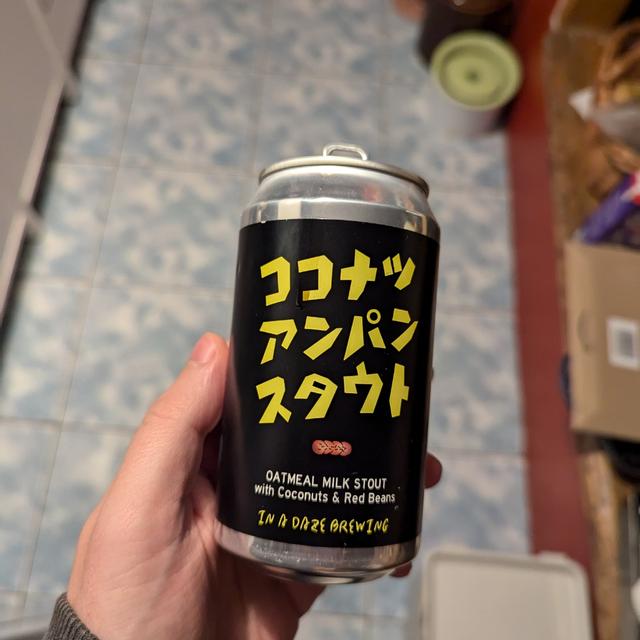 ココナツ
アンパン
スタウト
OATMEAL MILK STOUT
with Coconuts & Red Beans
IN A DAZE BREWING